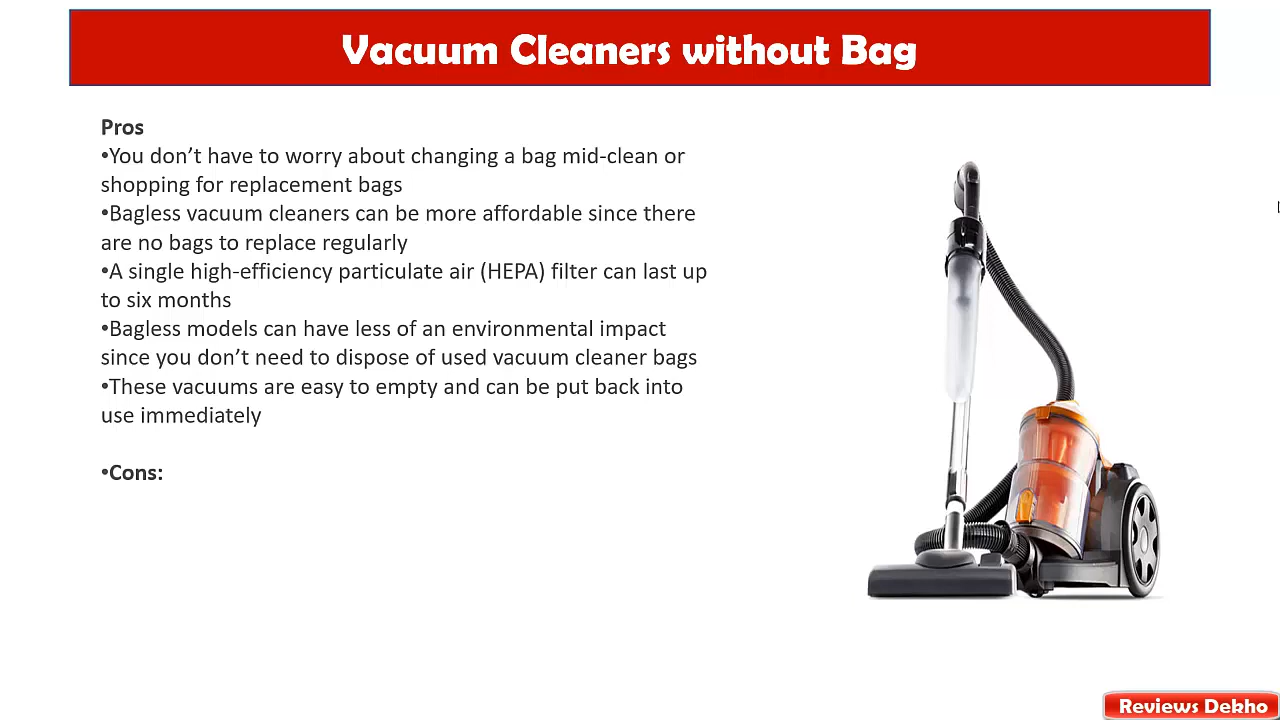 Vacuum Cleaners without Bag
Pros
•You don’t have to worry about changing a bag mid-clean or
shopping for replacement bags
•Bagless vacuum cleaners can be more affordable since there
are no bags to replace regularly
•A single high-efficiency particulate air (HEPA) filter can last up
to six months
•Bagless models can have less of an environmental impact
since you don’t need to dispose of used vacuum cleaner bags
•These vacuums are easy to empty and can be put back into
use immediately
•Cons:
Reviews Dekho